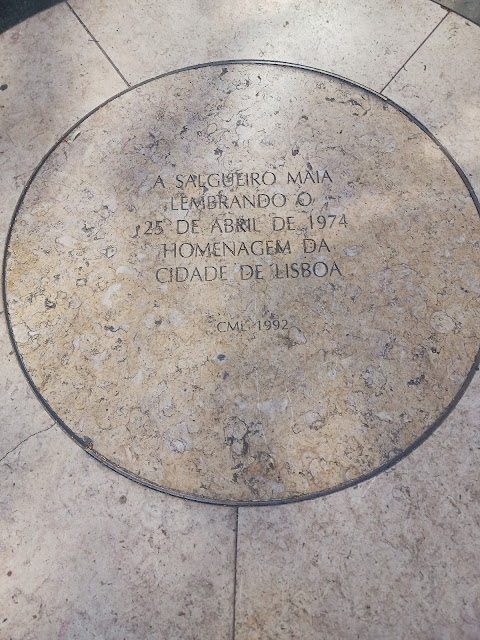 A SALGUEIRO MAIA
LEMBRANDO O
25 DE ABRIL DE 1974
HOMENAGEM DA
CIDADE DE LISBOA
CML 1992